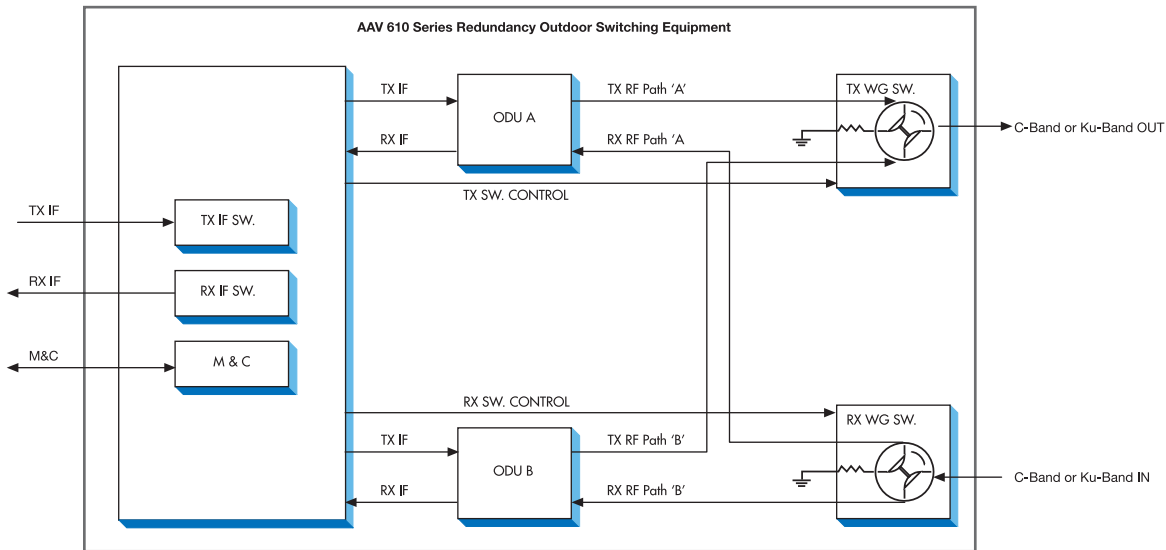 AAV 610 Series Redundancy Outdoor Switching Equipment
TX IF
ODU A
TX RF Path 'A'
TX WG SW.
RX IF
RX RF Path 'A
C-Band or Ku-Band OUT
TX SW. CONTROL
TX IF
TX IF SW.
RX IF
RX IF SW.
M&C
M & C
RX SW. CONTROL
RX WG SW.
TX IF
ODU B
TX RF Path 'B'
RX IF
RX RF Path 'B'
C-Band or Ku-Band IN